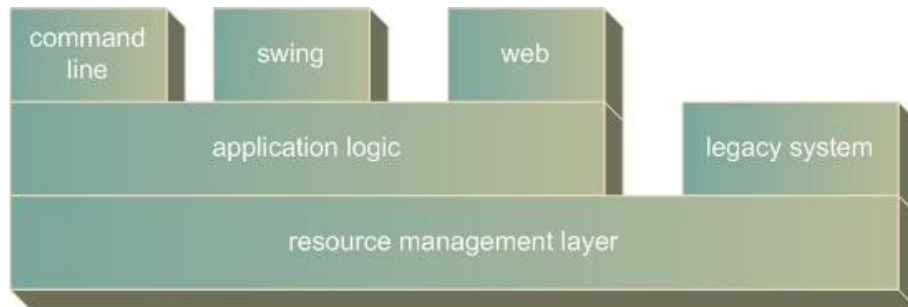 command
line
swing
web
application logic
legacy system
resource management layer